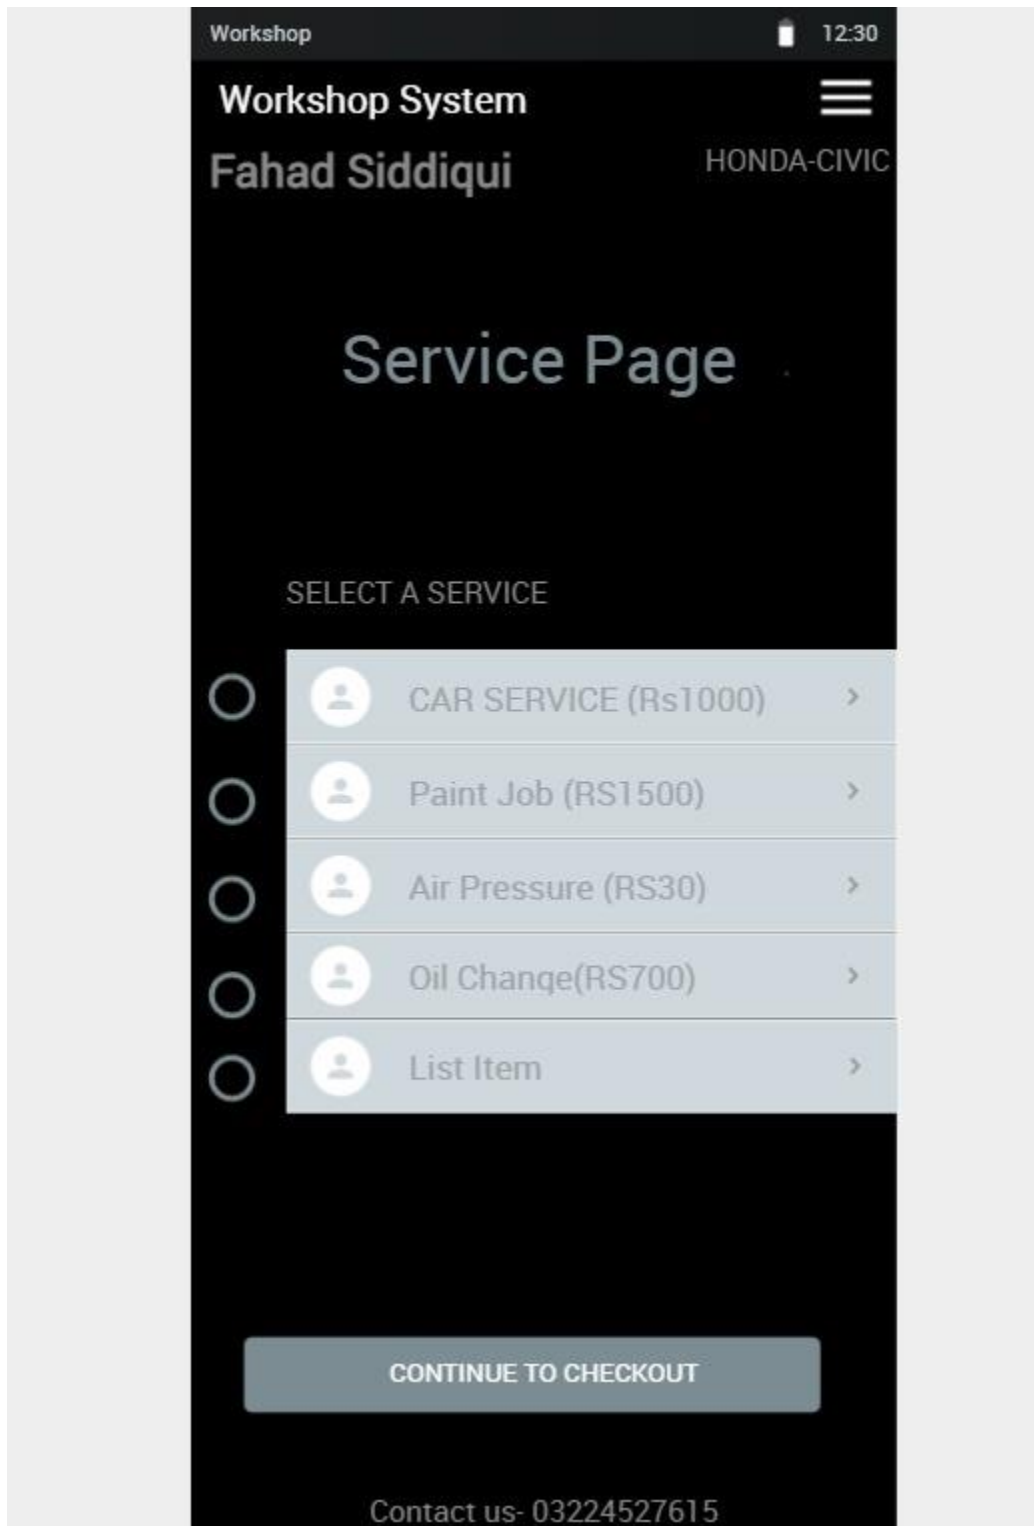 Workshop 12:30
Workshop System
Fahad Siddiqui HONDA-CIVIC
Service Page
SELECT A SERVICE
CAR SERVICE (Rs1000)
Paint Job (RS1500)
Air Pressure (RS30)
Oil Change(RS700)
List Item
CONTINUE TO CHECKOUT
Contact us- 03224527615